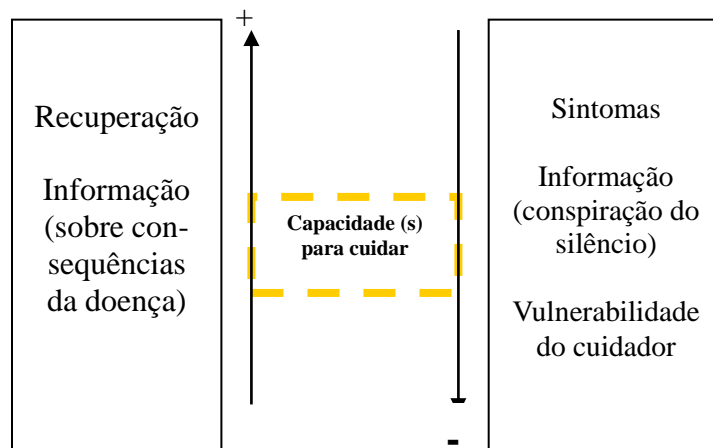 +
Recuperação
Informação
(sobre con-
sequências
da doença)
Capacidade (s)
para cuidar
Sintomas
Informação
(conspiração do
silêncio)
Vulnerabilidade
do cuidador
-